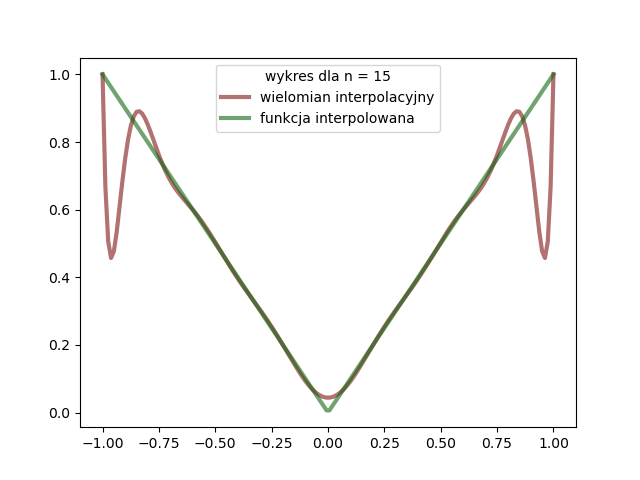 wykres dla n = 15
wielomian interpolacyjny
funkcja interpolowana
1.0
0.8
0.6
0.4
0.2
0.0
−1.00 −0.75 −0.50 −0.25 0.00 0.25 0.50 0.75 1.00